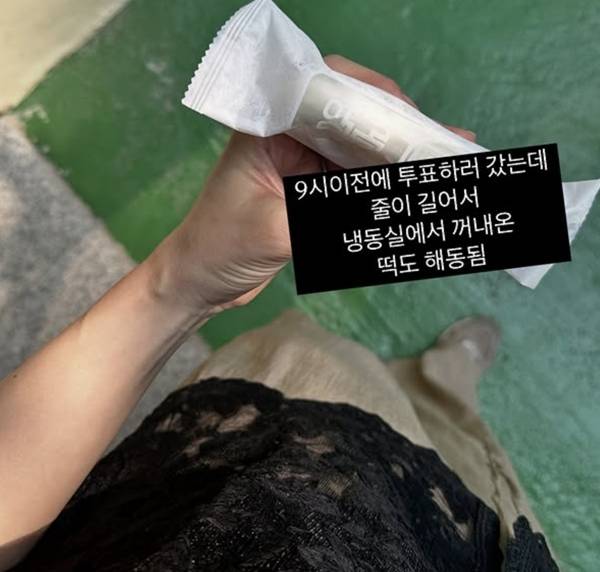 9시이전에 투표하러 갔는데
줄이 길어서
냉동실에서 꺼내온
떡도 해동됨